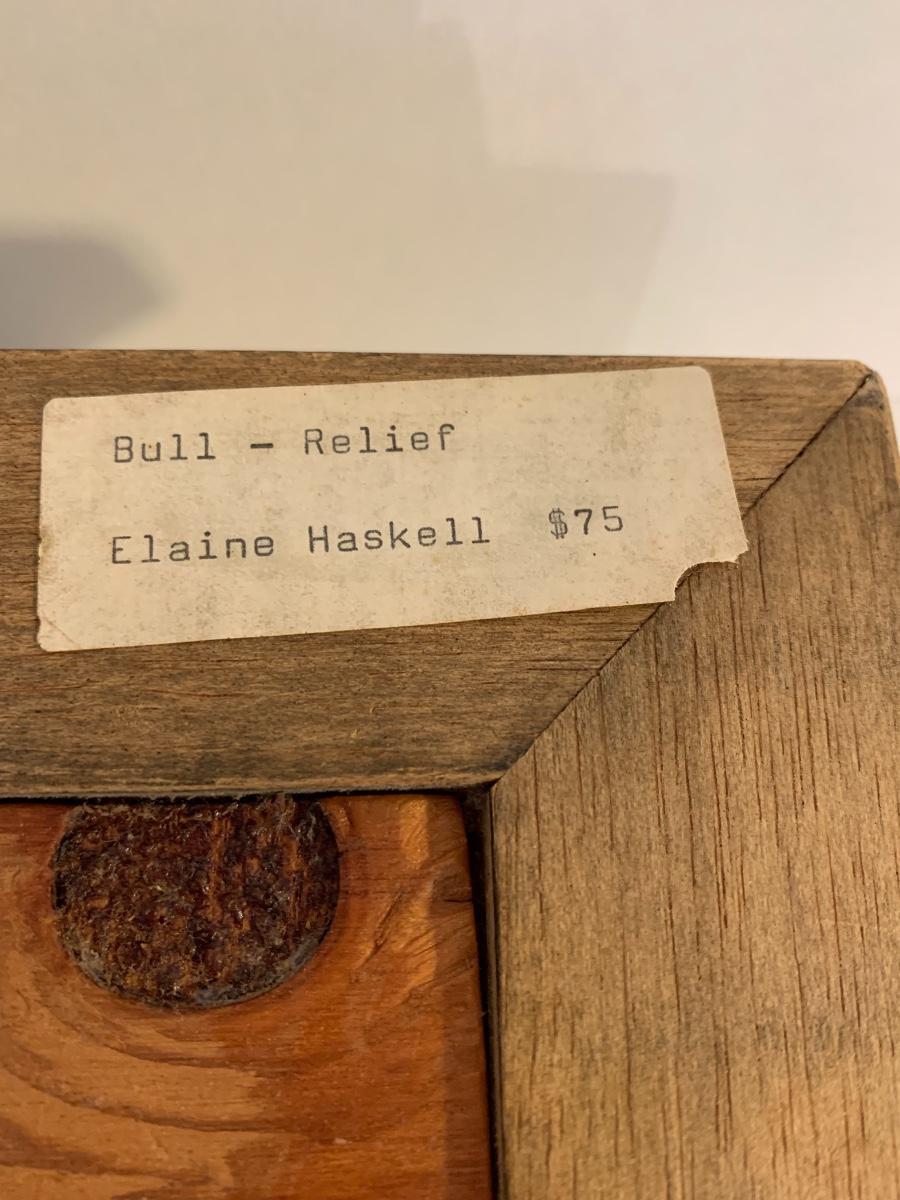 Bull - Relief
Elaine Haskell $75